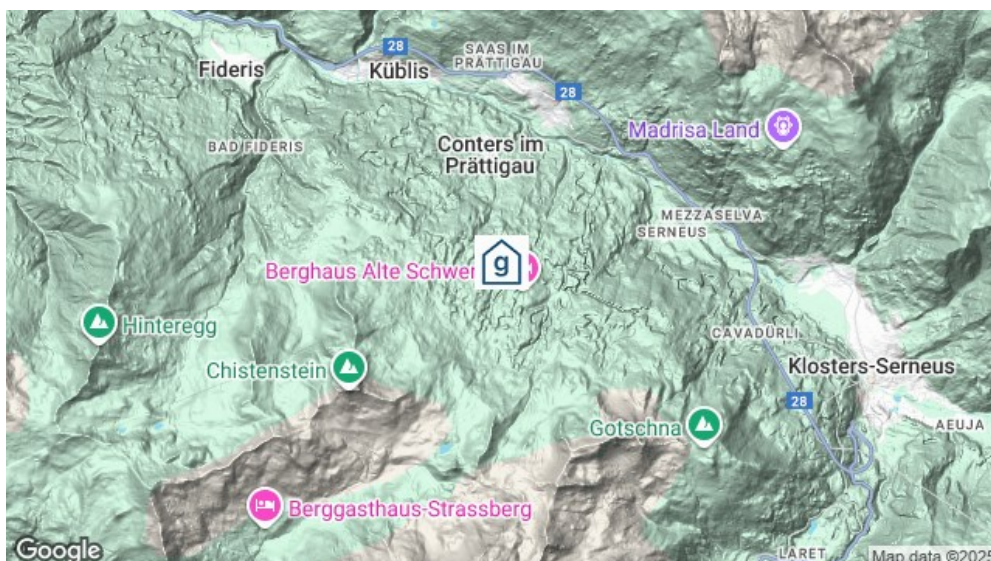 28
SAAS IM
PRÄTTIGAU
Fideris
Küblis
28
Madrisa Land
Conters im
Prättigau
BAD FIDERIS
MEZZASELVA
SERNEUS
g
Berghaus Alte
Hinteregg
CAVADÜRLI
Chistenstein
Klosters-Serneus
28
Gotschna
AEUJA
Berggasthaus-Strassberg
Google
LARET
Map data ©2025